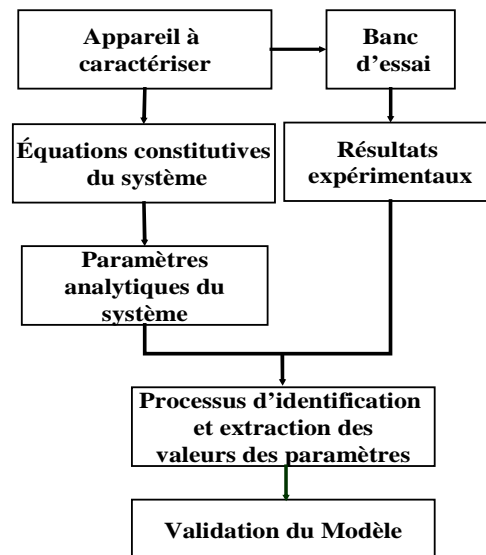 Appareil à
caractériser
Banc
d'essai
Équations constitutives
du système
Résultats
expérimentaux
Paramètres
analytiques du
système
Processus d'identification
et extraction des
valeurs des paramètres
Validation du Modèle